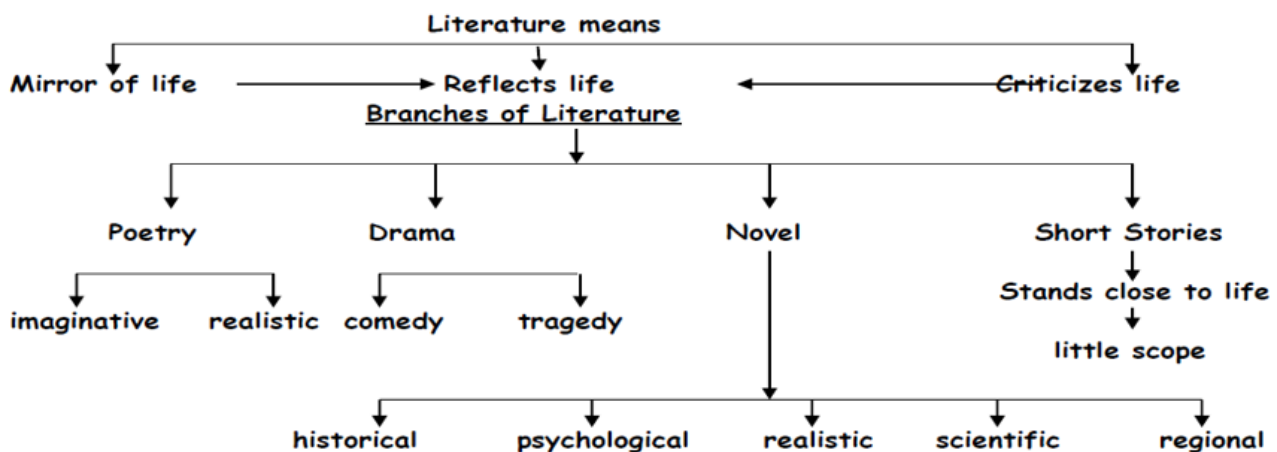 Literature means
Mirror of life Reflects life Criticizes life
Branches of Literature
Poetry Drama Novel Short Stories
Stands close to life
imaginative realistic comedy tragedy
little scope
historical psychological realistic scientific regional